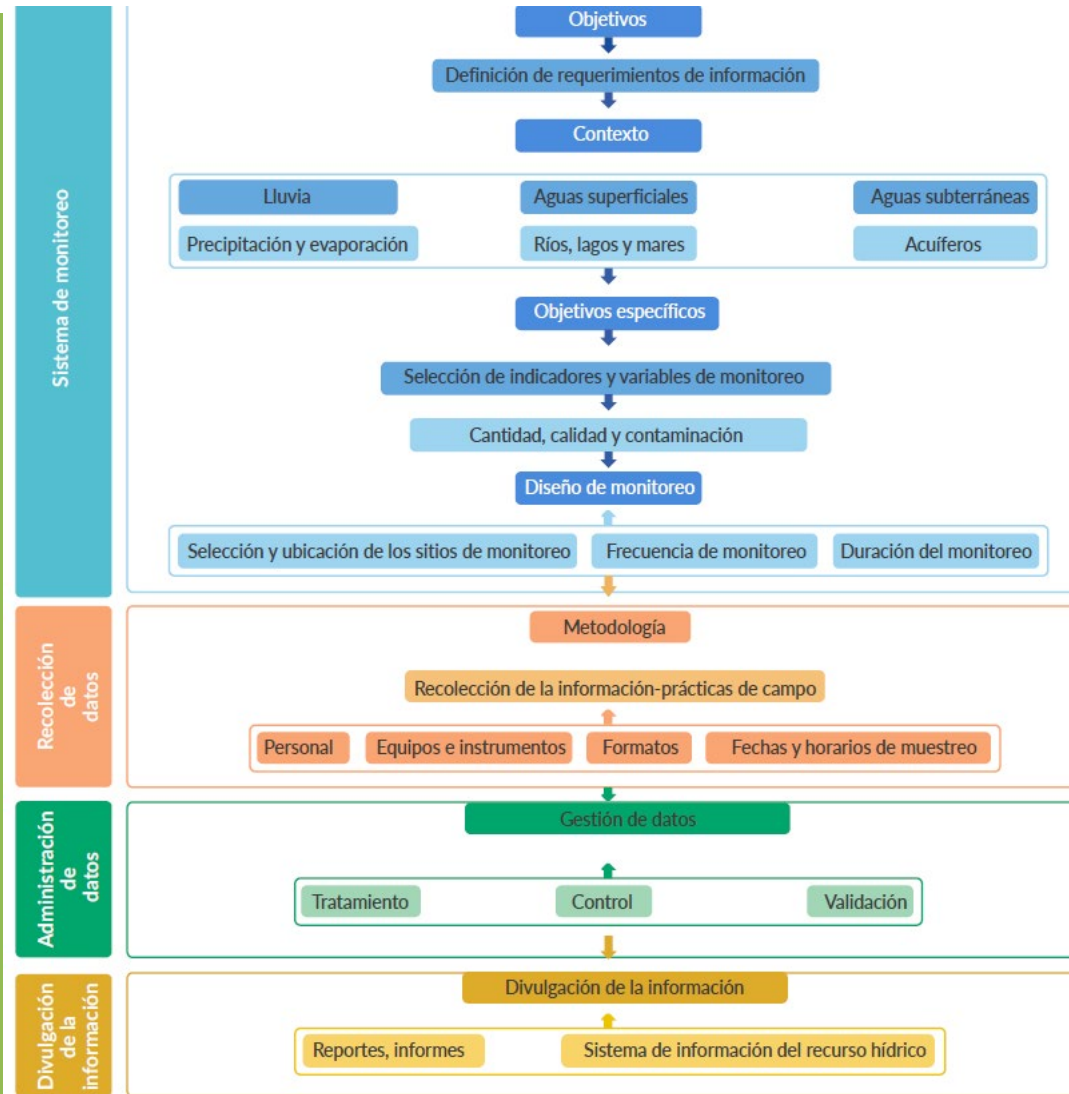 Sistema de monitoreo
Objetivos
Definición de requerimientos de información
Contexto
Lluvia
Aguas superficiales
Aguas subterráneas
Precipitación y evaporación
Ríos, lagos y mares
Acuíferos
Objetivos específicos
Selección de indicadores y variables de monitoreo
Cantidad, calidad y contaminación
Diseño de monitoreo
Selección y ubicación de los sitios de monitoreo
Frecuencia de monitoreo
Duración del monitoreo
Recolección
de
datos
Metodología
Recolección de la información-prácticas de campo
Personal
Equipos e instrumentos
Formatos
Fechas y horarios de muestreo
Administración
de
datos
Gestión de datos
Tratamiento
Control
Validación
Divulgación
de la
información
Divulgación de la información
Reportes, informes
Sistema de información del recurso hídrico